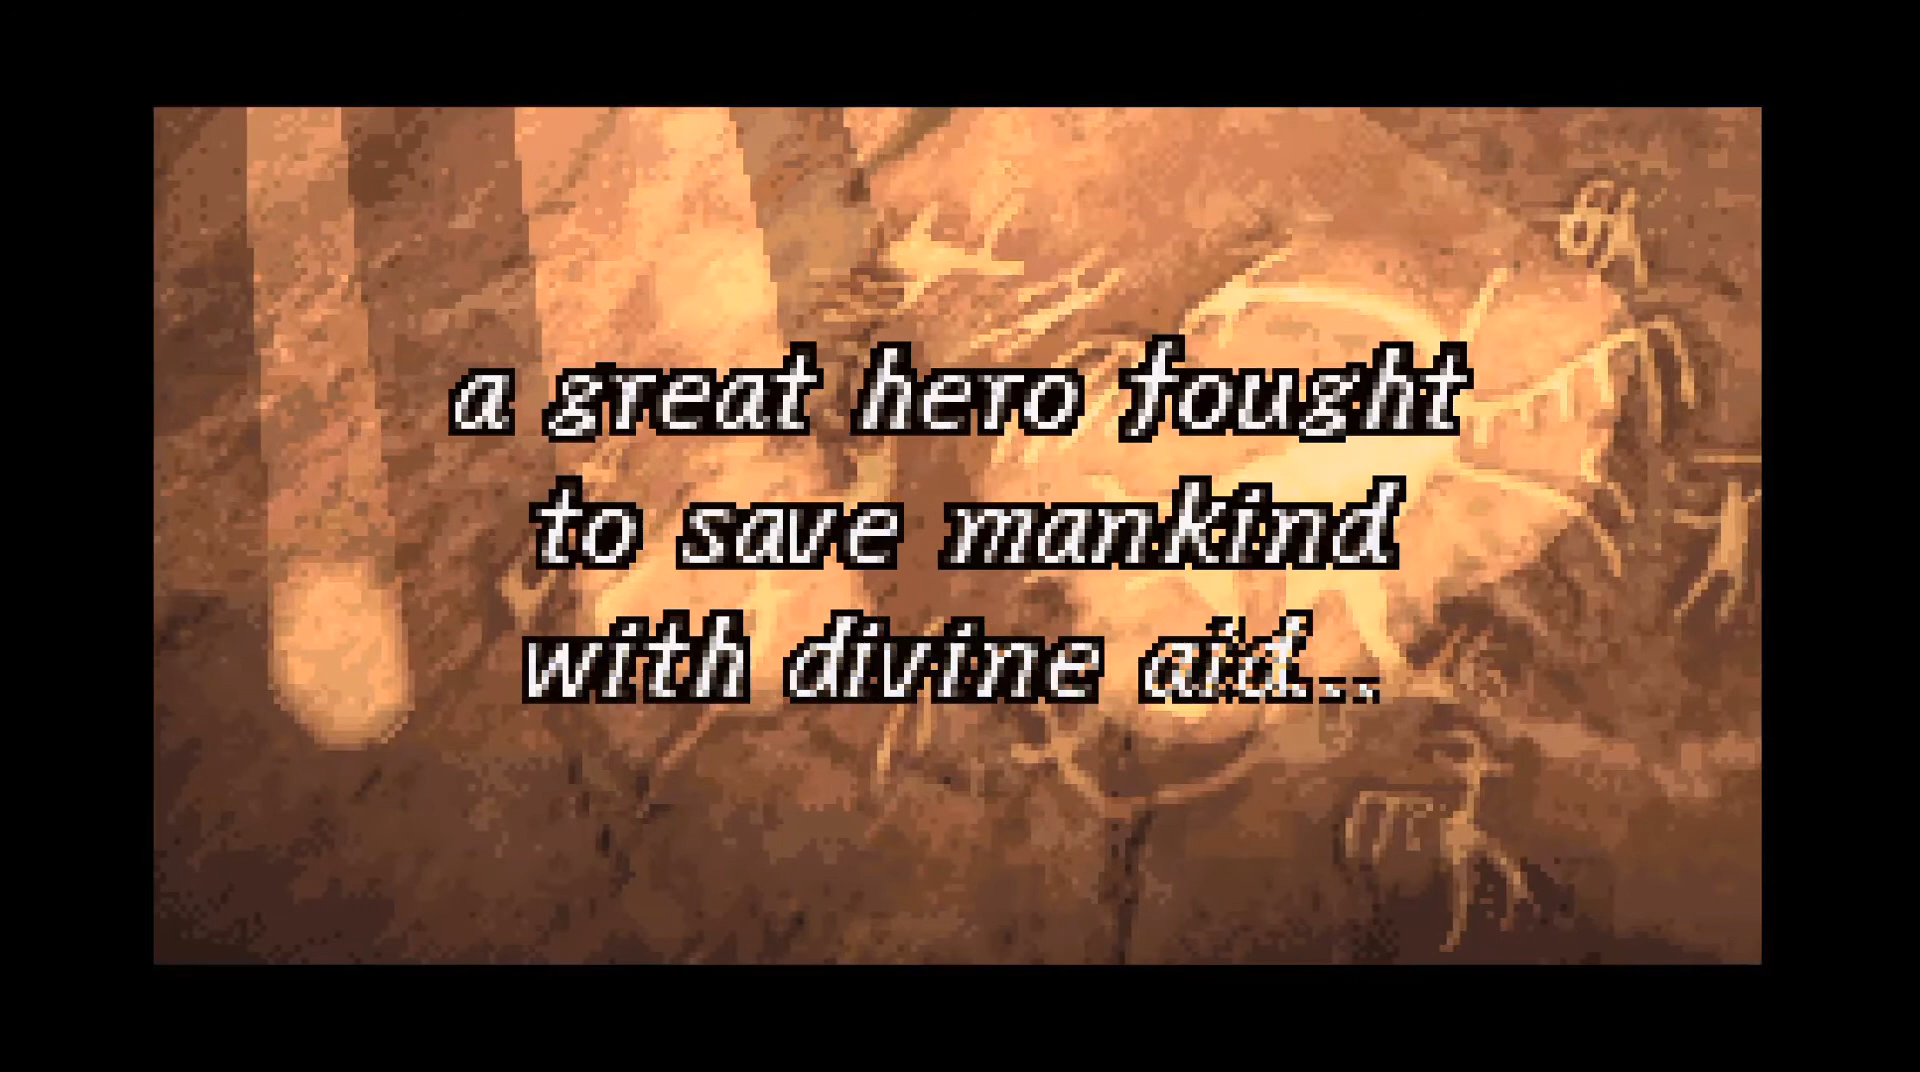 a great hero fought
to save mankind
with divine aid...